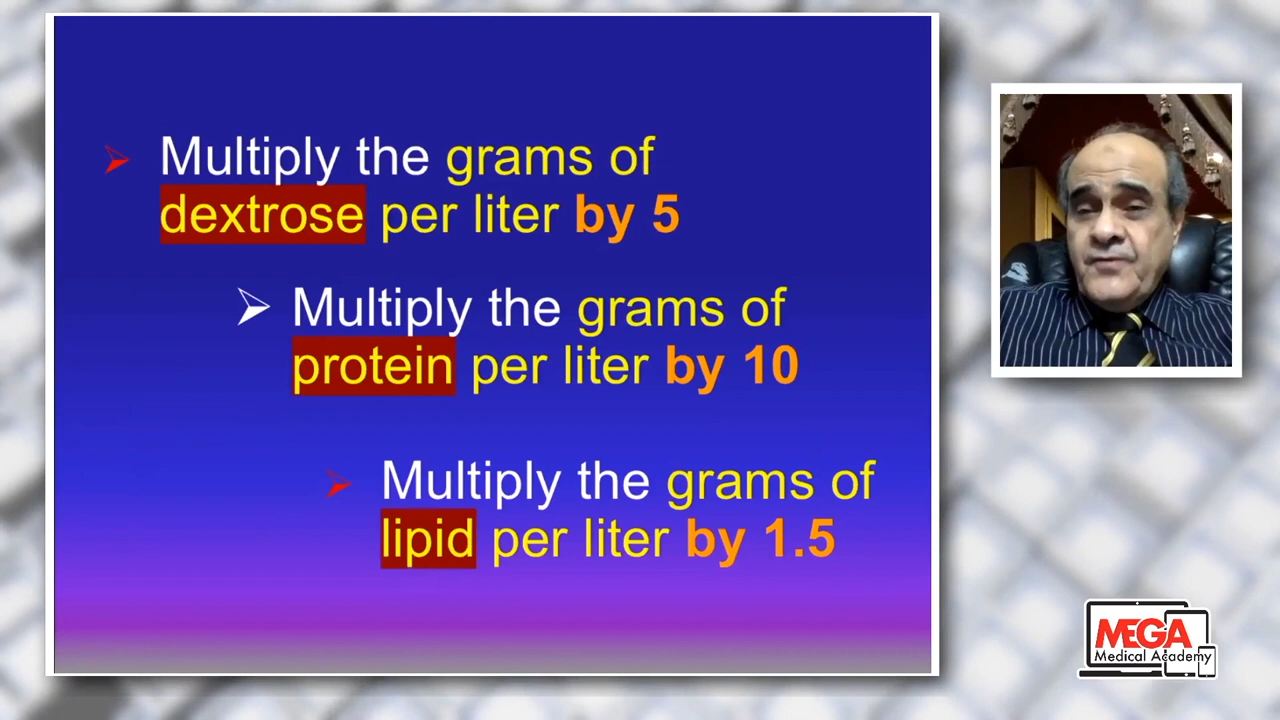 Multiply the grams of
dextrose per liter by 5
Multiply the grams of
protein per liter by 10
Multiply the grams of
lipid per liter by 1.5
MEGA
Medical Academy